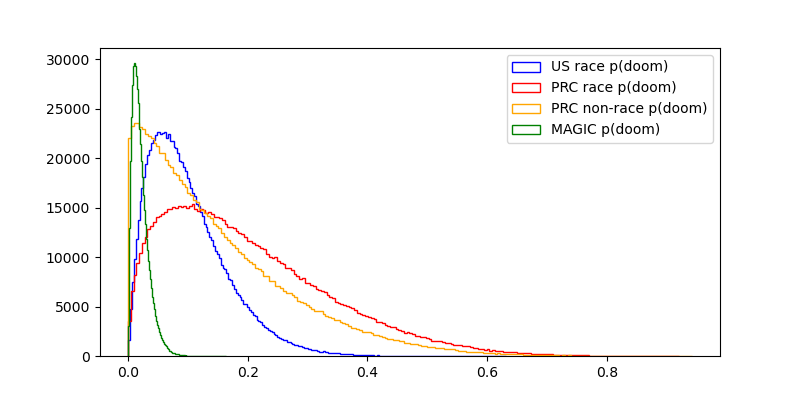 30000
25000
20000
15000
10000
5000
0
0.0 0.2 0.4 0.6 0.8
US race p(doom)
PRC race p(doom)
PRC non-race p(doom)
MAGIC p(doom)